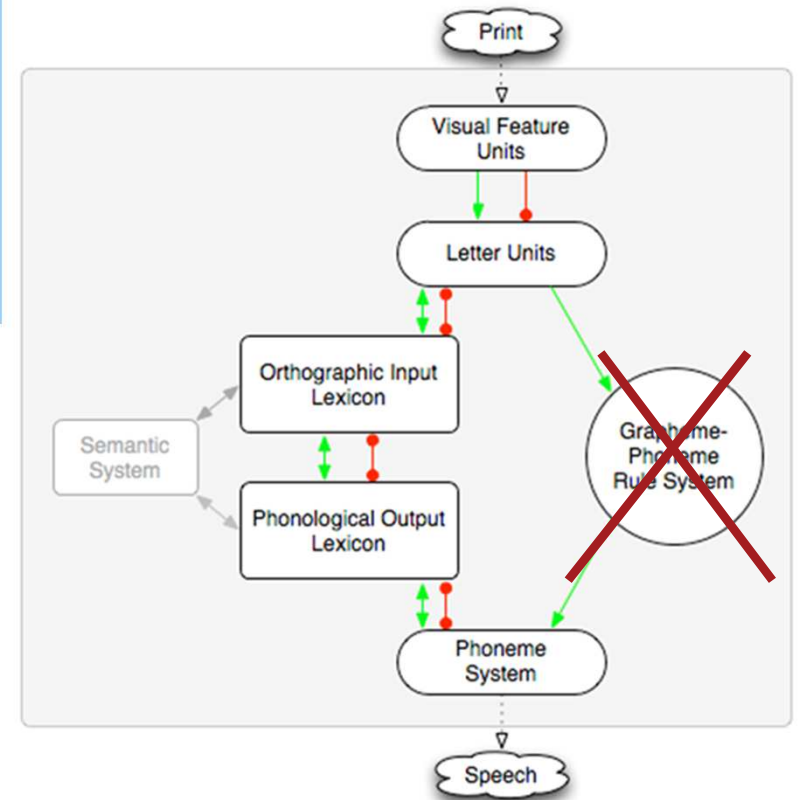 Print
Visual Feature
Units
Letter Units
Orthographic Input
Lexicon
Semantic
System
Grapheme-
Phoneme
Rule System
Phonological Output
Lexicon
Phoneme
System
Speech